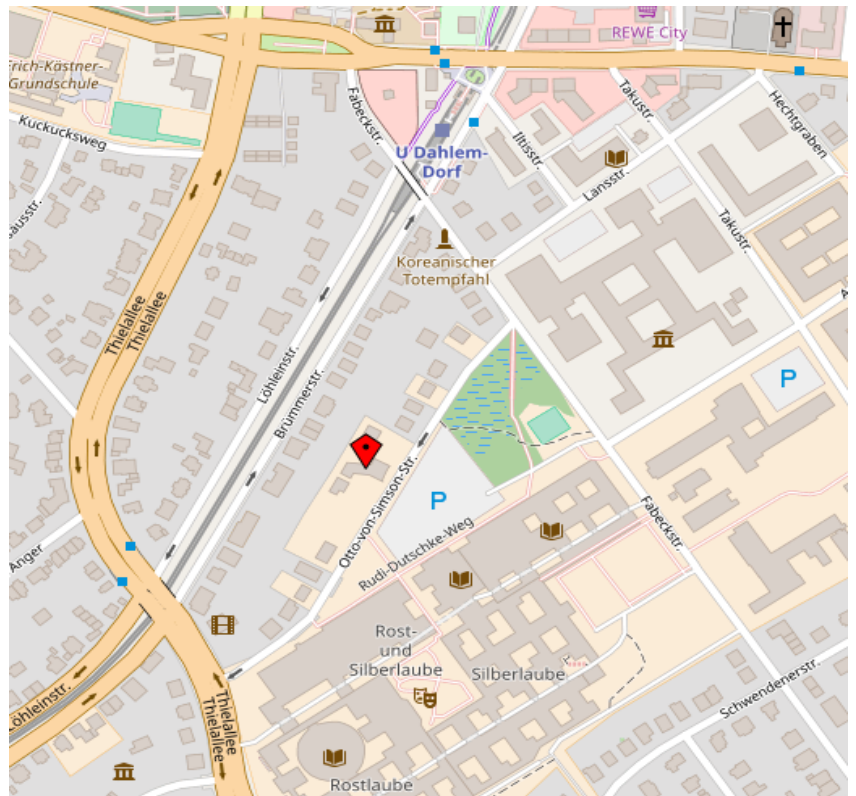 REWE City
Erich-Kästner-
Grundschule
Kuckucksweg
Fabeckstr.
Takustr.
Hechtgraben
Iltisstr.
U Dahlem-
Dorf
Lansstr.
Takustr.
Koreanischer
Totempfahl
Thielallee
Thielallee
Löhleinstr.
Brümmerstr.
P
P
Otto-von-Simson-Str.
Rudi-Dutschke-Weg
Fabeckstr.
Anger
Rost-
und
Silberlaube
Silberlaube
Schwendenerstr.
Löhleinstr.
Thielallee
Thielallee
Rostlaube